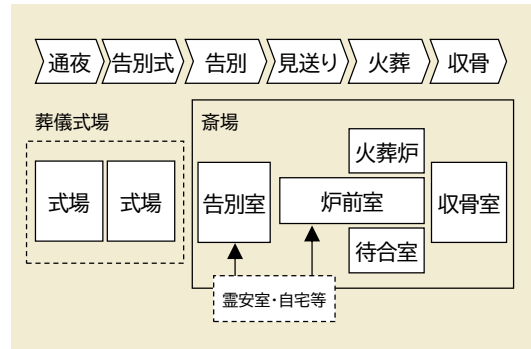 通夜 告別式 告別 見送り 火葬 収骨
葬儀式場
斎場
式場 式場
告別室
火葬炉
炉前室
待合室
収骨室
霊安室・自宅等